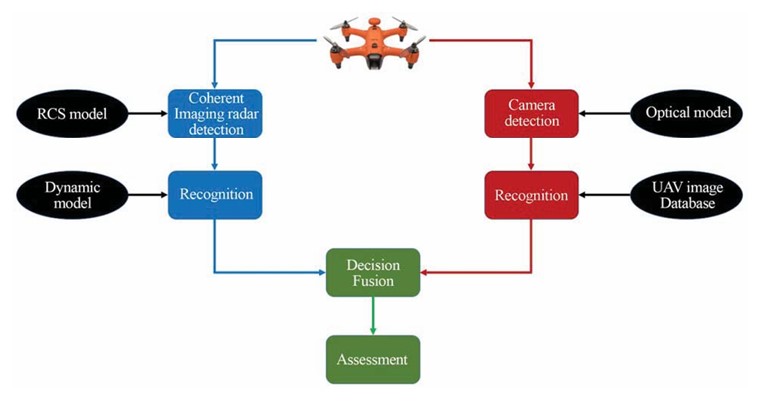 RCS model
Coherent
Imaging radar
detection
Camera
detection
Optical model
Dynamic
model
Recognition
Recognition
UAV image
Database
Decision
Fusion
Assessment